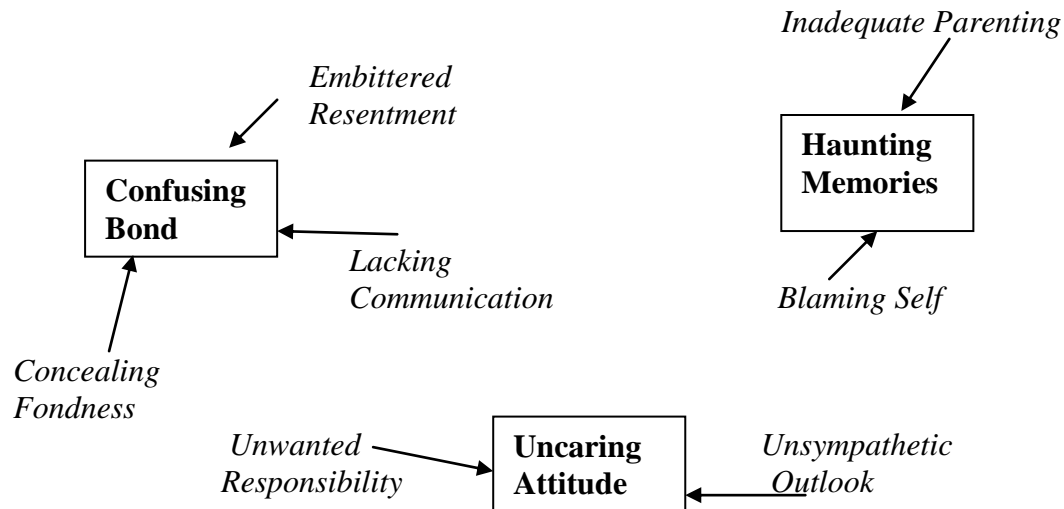 Inadequate Parenting
Embittered
Resentment
Haunting
Memories
Confusing
Bond
Lacking
Communication
Blaming Self
Concealing
Fondness
Unwanted
Responsibility
Uncaring
Attitude
Unsympathetic
Outlook